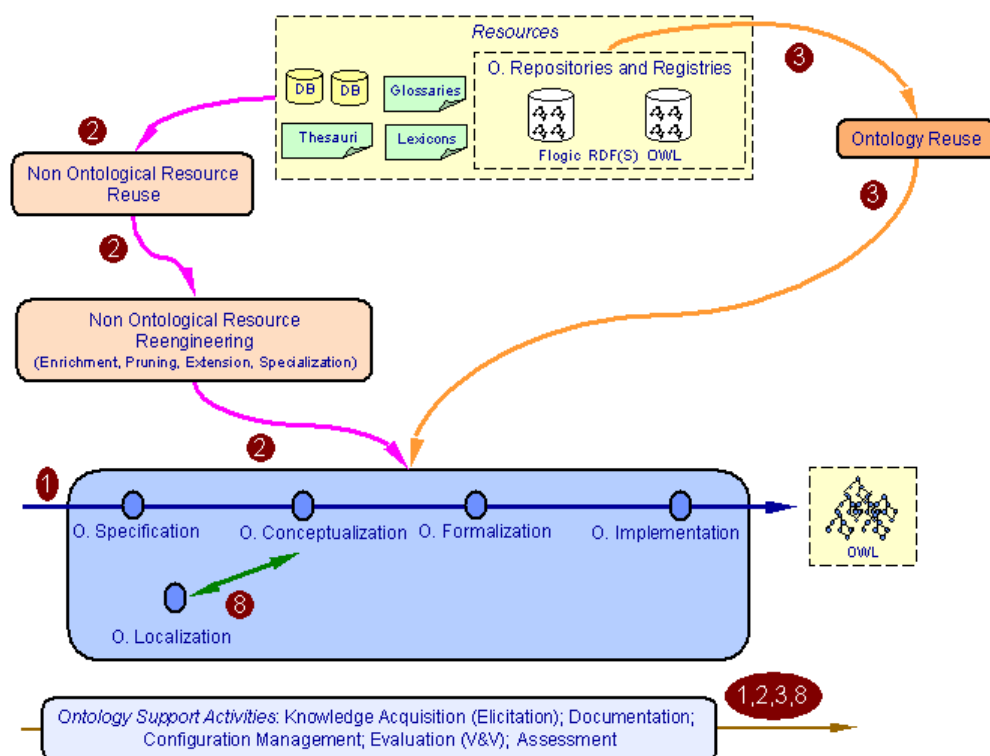 Resources
O. Repositories and Registries
3
DB DB
Glossaries
Thesauri
Lexicons
Flogic RDF(S) OWL
Ontology Reuse
2
3
Non Ontological Resource
Reuse
2
Non Ontological Resource
Reengineering
(Enrichment, Pruning, Extension, Specialization)
2
1
O. Specification
O. Conceptualization
O. Formalization
O. Implementation
OWL
8
O. Localization
1,2,3,8
Ontology Support Activities: Knowledge Acquisition (Elicitation); Documentation;
Configuration Management; Evaluation (V&V); Assessment